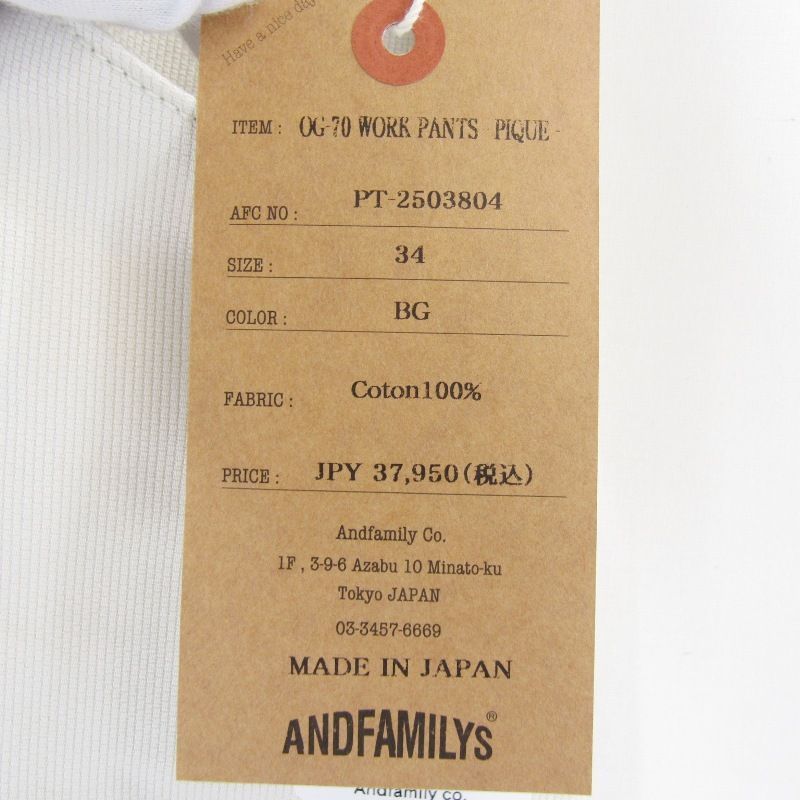 Have a nice day
ITEM : OG-70 WORK PANTS PIQUE -
AFC NO : PT-2503804
SIZE : 34
COLOR : BG
FABRIC : Coton100%
PRICE : JPY 37,950(税込)
Andfamily Co.
1F , 3-9-6 Azabu 10 Minato-ku
Tokyo JAPAN
03-3457-6669
MADE IN JAPAN
ANDFAMILYS®
Andfamily co.